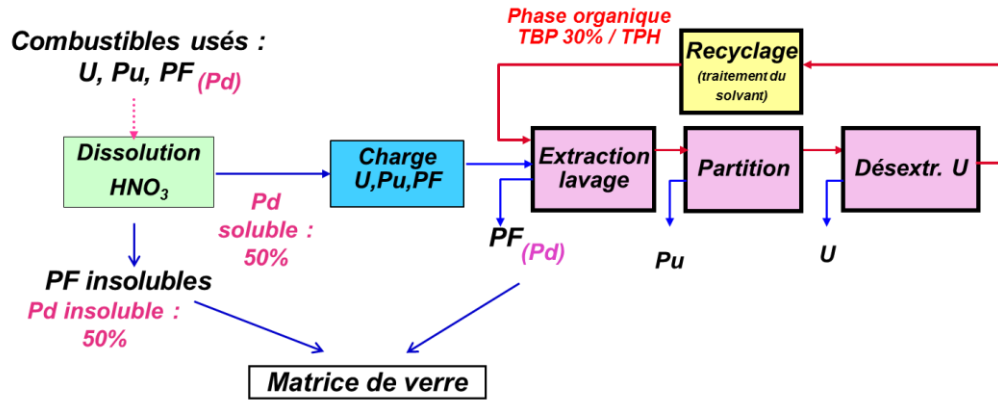 Phase organique
TBP 30% / TPH
Combustibles usés :
U, Pu, PF (Pd)
Recyclage
(traitement du
solvant)
Dissolution
HNO₃
Charge
U,Pu,PF
Extraction
lavage
Partition
Désextr. U
Pd
soluble :
50%
PF (Pd)
Pu
U
PF insolubles
Pd insoluble :
50%
Matrice de verre